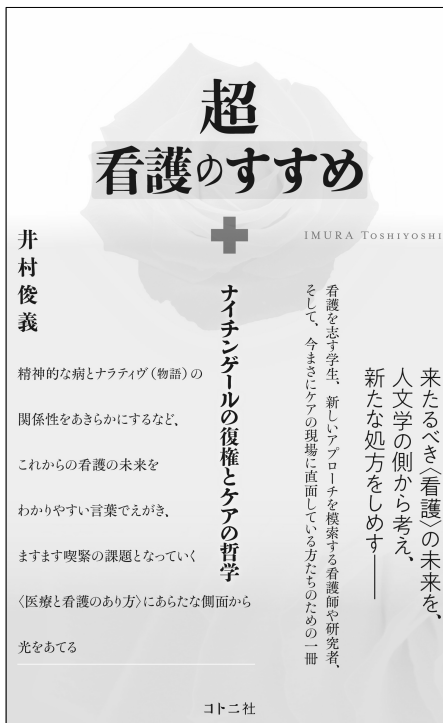 超
看護のすすめ
IMURA TOSHIYOSHI
井村俊義
ナイチンゲールの復権とケアの哲学
来たるべき〈看護〉の未来を、
人文学の側から考え、
新たな処方をしめす——
看護を志す学生、新しいアプローチを模索する看護師や研究者、
そして、今まさにケアの現場に直面している方たちのための一冊
精神的な病とナラティヴ（物語）の
関係性をあきらかにするなど、
これからの看護の未来を
わかりやすい言葉でえがき、
ますます喫緊の課題となっていく
〈医療と看護のあり方〉にあらたな側面から
光をあてる
コトニ社